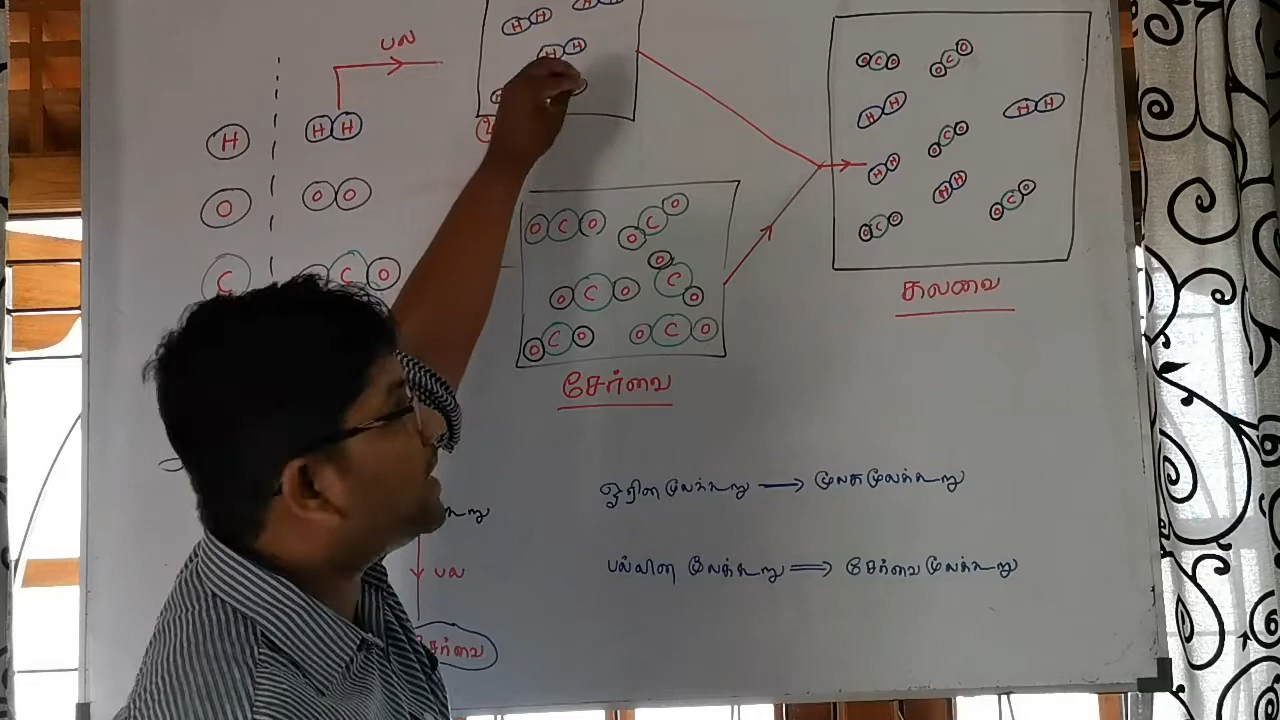 பல
H
H H
O
O O
C
C O
H H
H H
O C O
O C O
O C O
O C O
O C O
O C O
சேர்வை
O C O
O C O
H H
H H
O C O
H H
H H
O C O
O C O
கலவை
ஓரின மூலக்கூறு → மூலக மூலக்கூறு
பல்லின மூலக்கூறு ⟹ சேர்வை மூலக்கூறு
கூறு
பல
சேர்வை